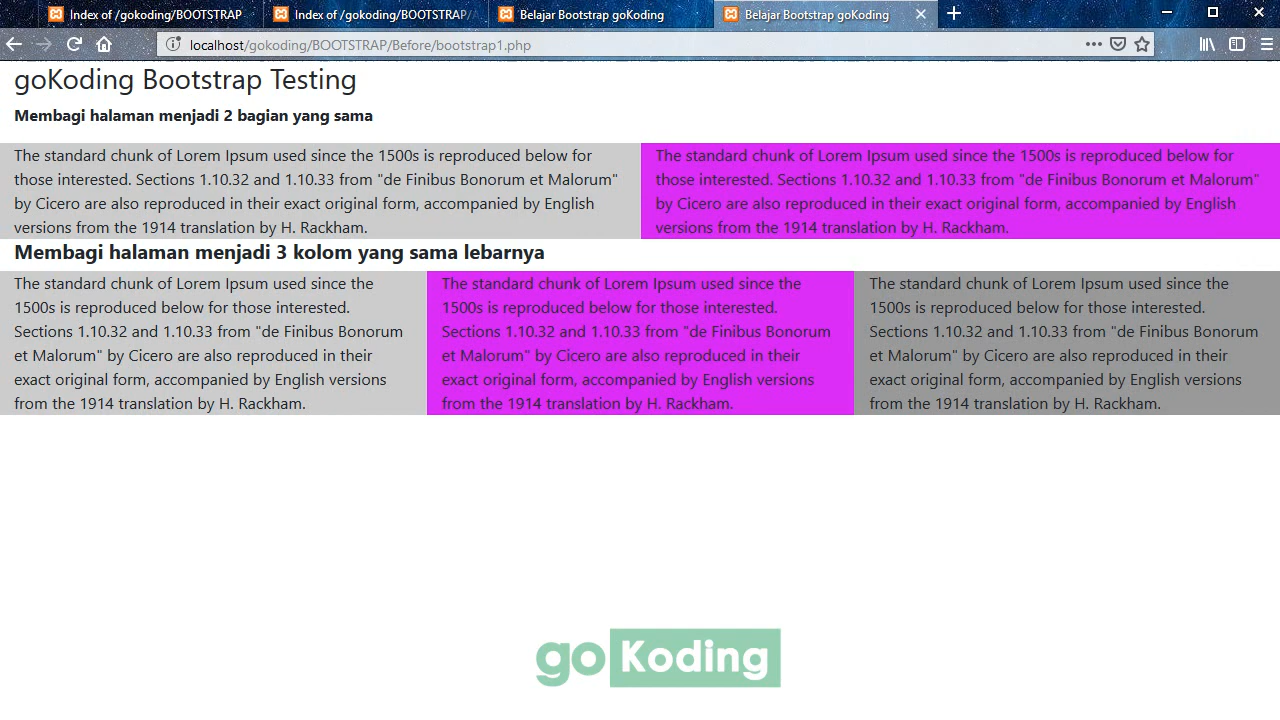 Index of /gokoding/BOOTSTRAP
Index of /gokoding/BOOTSTRAP/
Belajar Bootstrap goKoding
Belajar Bootstrap goKoding
localhost/gokoding/BOOTSTRAP/Before/bootstrap1.php
goKoding Bootstrap Testing
Membagi halaman menjadi 2 bagian yang sama
The standard chunk of Lorem Ipsum used since the 1500s is reproduced below for
those interested. Sections 1.10.32 and 1.10.33 from "de Finibus Bonorum et Malorum"
by Cicero are also reproduced in their exact original form, accompanied by English
versions from the 1914 translation by H. Rackham.
The standard chunk of Lorem Ipsum used since the 1500s is reproduced below for
those interested. Sections 1.10.32 and 1.10.33 from "de Finibus Bonorum et Malorum"
by Cicero are also reproduced in their exact original form, accompanied by English
versions from the 1914 translation by H. Rackham.
Membagi halaman menjadi 3 kolom yang sama lebarnya
The standard chunk of Lorem Ipsum used since the
1500s is reproduced below for those interested.
Sections 1.10.32 and 1.10.33 from "de Finibus Bonorum
et Malorum" by Cicero are also reproduced in their
exact original form, accompanied by English versions
from the 1914 translation by H. Rackham.
The standard chunk of Lorem Ipsum used since the
1500s is reproduced below for those interested.
Sections 1.10.32 and 1.10.33 from "de Finibus Bonorum
et Malorum" by Cicero are also reproduced in their
exact original form, accompanied by English versions
from the 1914 translation by H. Rackham.
The standard chunk of Lorem Ipsum used since the
1500s is reproduced below for those interested.
Sections 1.10.32 and 1.10.33 from "de Finibus Bonorum
et Malorum" by Cicero are also reproduced in their
exact original form, accompanied by English versions
from the 1914 translation by H. Rackham.
go Koding